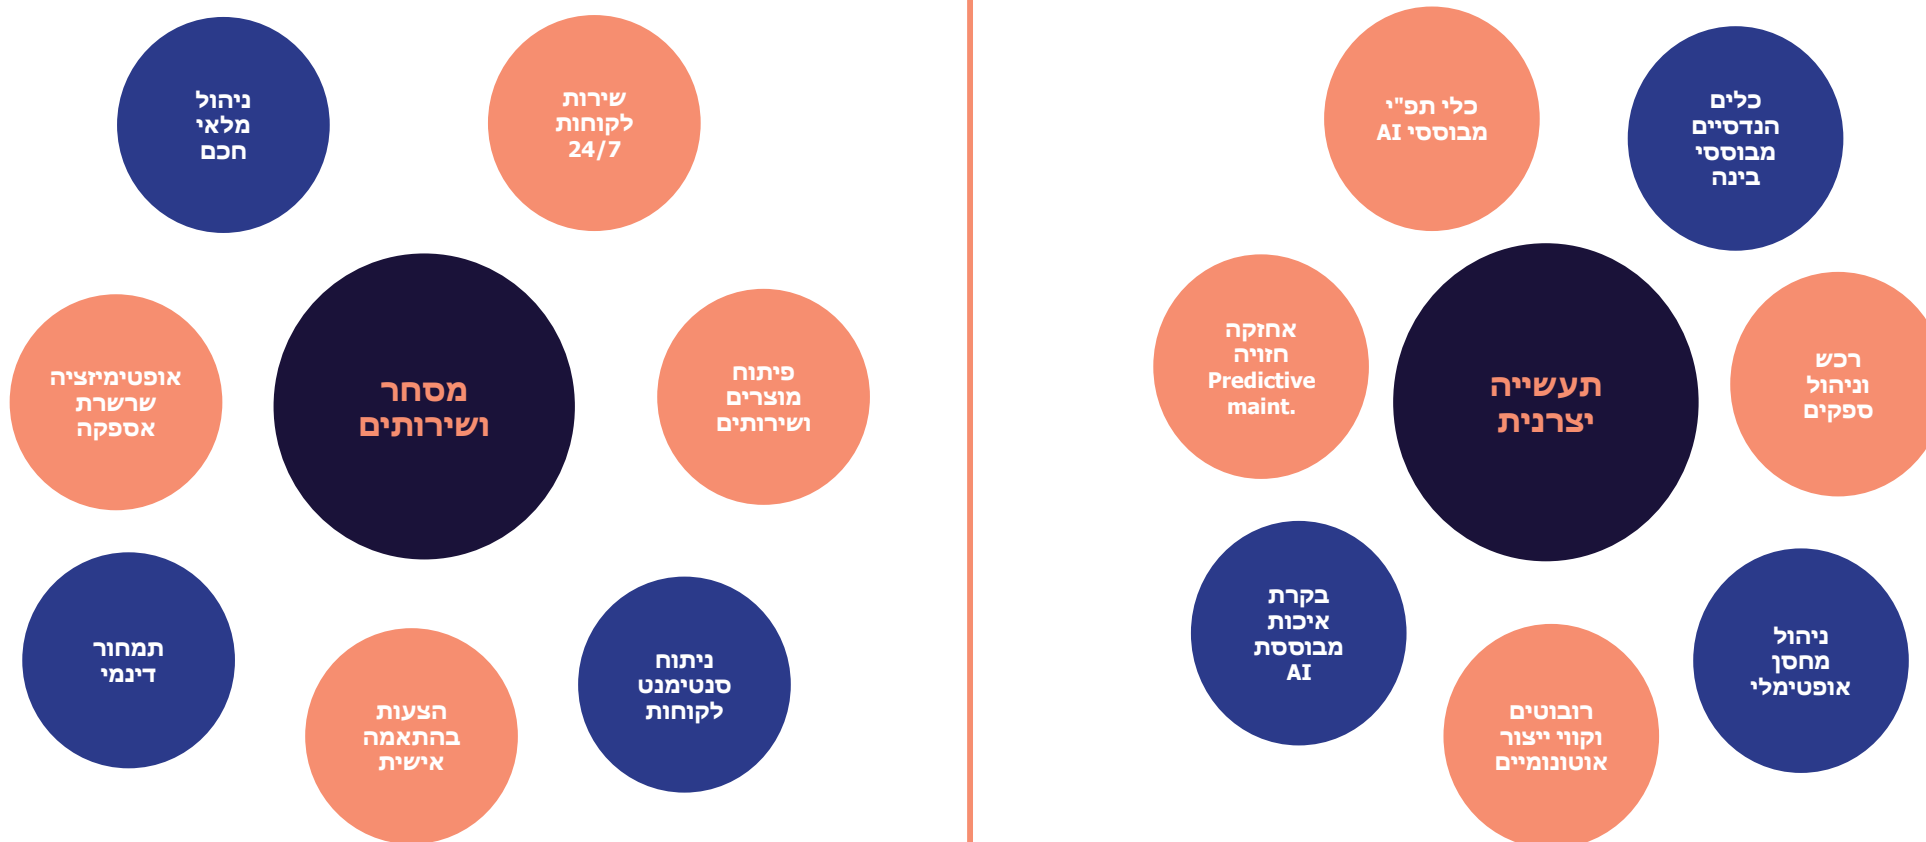 כלים
הנדסיים
מבוססי
בינה
כלי תפ"י
מבוססי AI
רכש
וניהול
ספקים
תעשייה
יצרנית
אחזקה
חזויה
Predictive
maint.
ניהול
מחסן
אופטימלי
רובוטים
וקווי ייצור
אוטונומיים
בקרת
איכות
מבוססת
AI
שירות
לקוחות
24/7
ניהול
מלאי
חכם
פיתוח
מוצרים
ושירותים
מסחר
ושירותים
אופטימיזציה
שרשרת
אספקה
ניתוח
סנטימנט
לקוחות
הצעות
בהתאמה
אישית
תמחור
דינמי